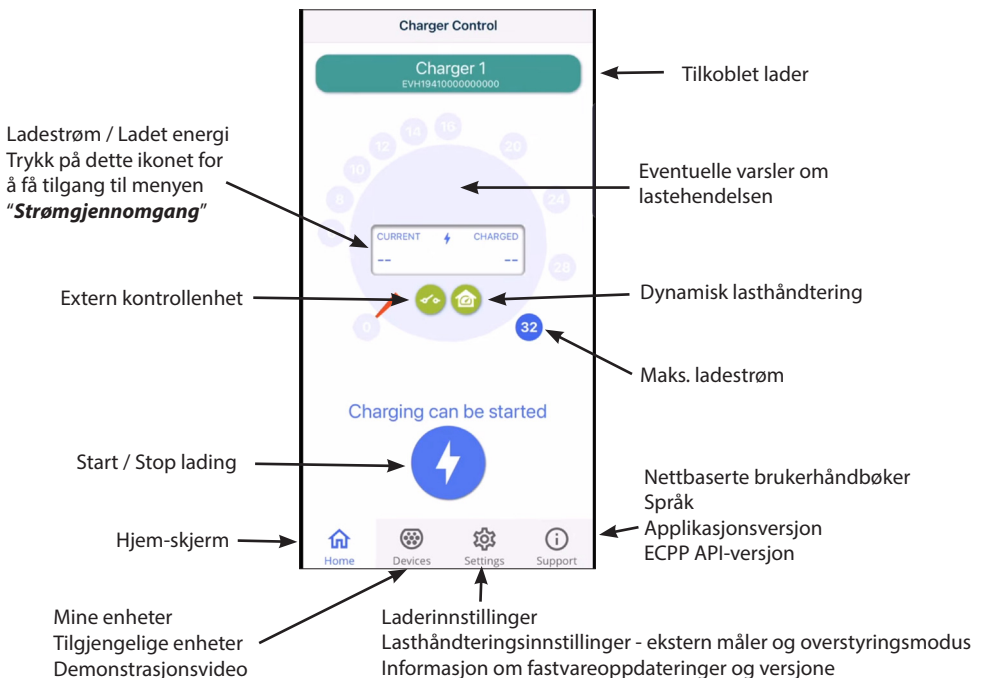 Charger Control
Charger 1
EVH19410000000000
Tilkoblet lader
Ladestrøm / Ladet energi
Trykk på dette ikonet for
å få tilgang til menyen
“Strømgjennomgang”
16
14
12
10
8
20
24
28
0
32
Eventuelle varsler om
lastehendelsen
CURRENT CHARGED
-- --
Extern kontrollenhet
Dynamisk lasthåndtering
Maks. ladestrøm
Charging can be started
Start / Stop lading
Nettbaserte brukerhåndbøker
Språk
Applikasjonsversjon
ECPP API-versjon
Hjem-skjerm
Home Devices Settings Support
Mine enheter
Tilgjengelige enheter
Demonstrasjonsvideo
Laderinnstillinger
Lasthåndteringsinnstillinger - ekstern måler og overstyringsmodus
Informasjon om fastvareoppdateringer og versjone